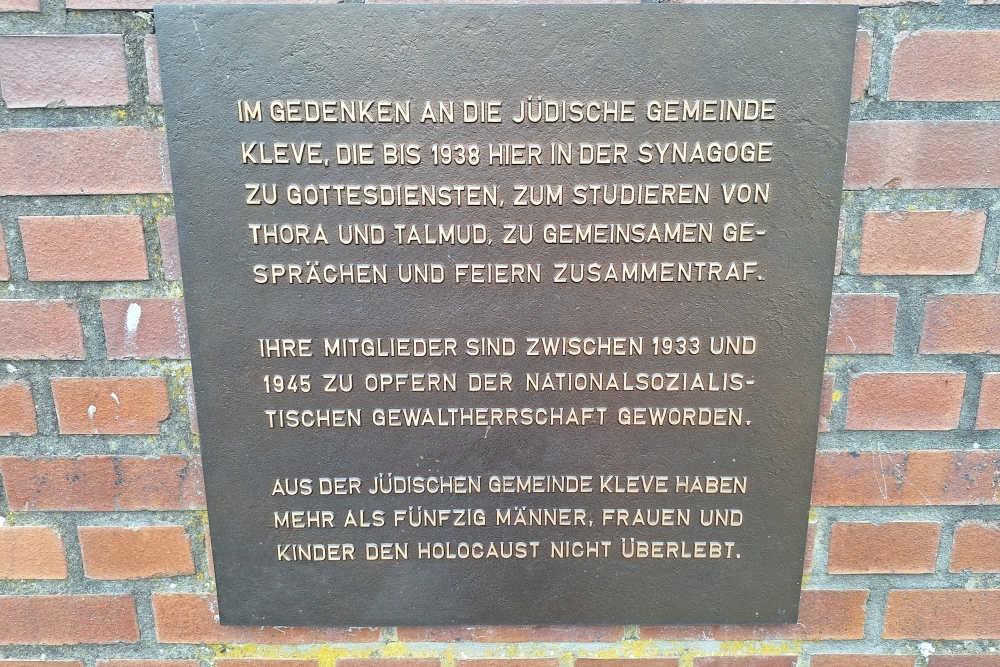 IM GEDENKEN AN DIE JÜDISCHE GEMEINDE
KLEVE, DIE BIS 1938 HIER IN DER SYNAGOGE
ZU GOTTESDIENSTEN, ZUM STUDIEREN VON
THORA UND TALMUD, ZU GEMEINSAMEN GE-
SPRÄCHEN UND FEIERN ZUSAMMENTRAF.
IHRE MITGLIEDER SIND ZWISCHEN 1933 UND
1945 ZU OPFERN DER NATIONALSOZIALIS-
TISCHEN GEWALTHERRSCHAFT GEWORDEN.
AUS DER JÜDISCHEN GEMEINDE KLEVE HABEN
MEHR ALS FÜNFZIG MÄNNER, FRAUEN UND
KINDER DEN HOLOCAUST NICHT ÜBERLEBT.